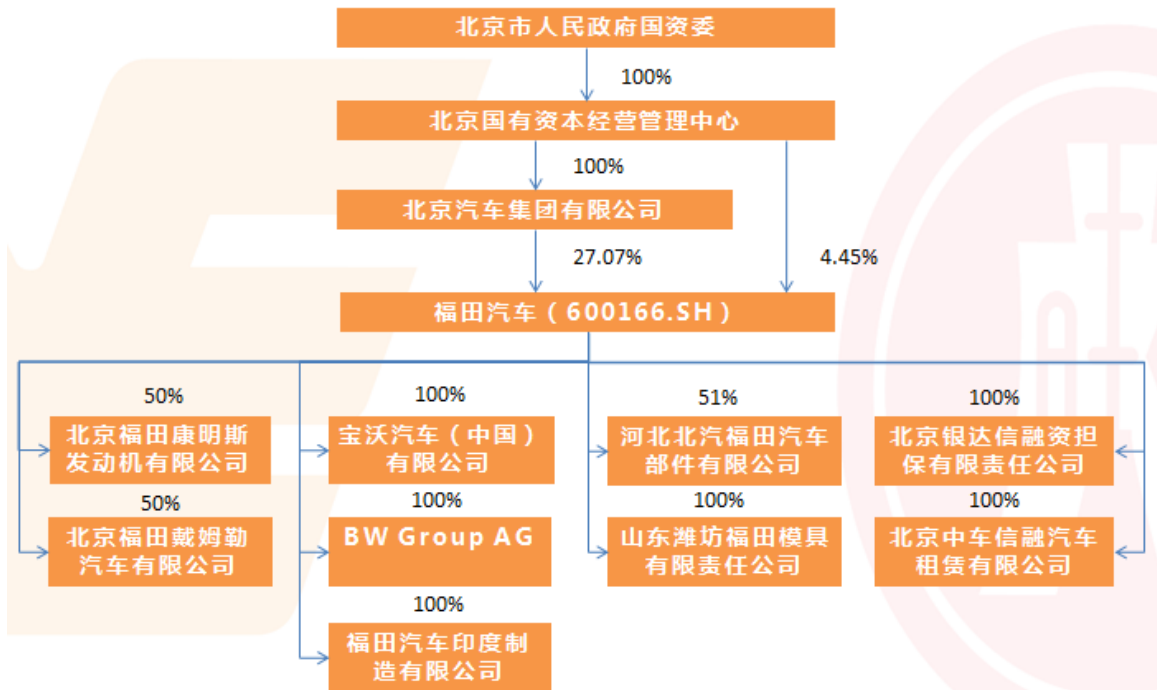 北京市人民政府国资委
100%
北京国有资本经营管理中心
100%
北京汽车集团有限公司
27.07%
4.45%
福田汽车（600166.SH）
50%
100%
51%
100%
北京福田康明斯
发动机有限公司
宝沃汽车（中国）
有限公司
河北北汽福田汽车
部件有限公司
北京银达信融资担
保有限责任公司
50%
100%
100%
100%
北京福田戴姆勒
汽车有限公司
BW Group AG
山东潍坊福田模具
有限责任公司
北京中车信融汽车
租赁有限公司
100%
福田汽车印度制
造有限公司